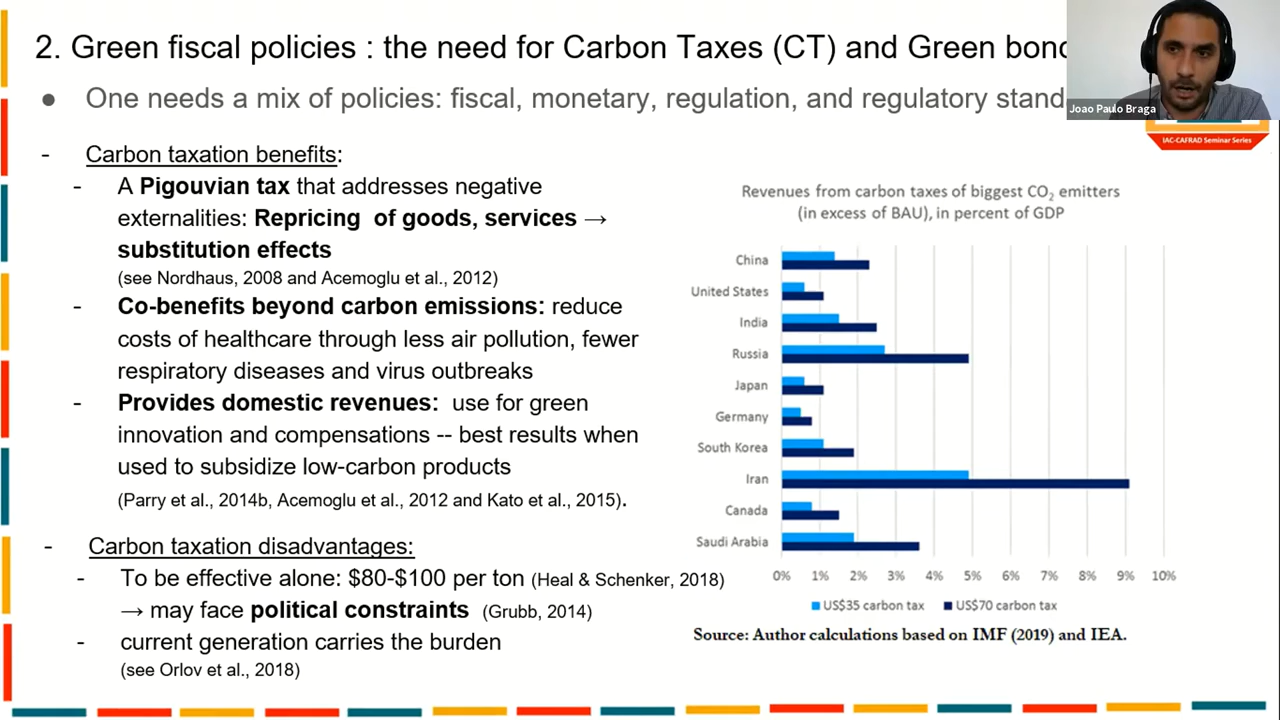 2. Green fiscal policies : the need for Carbon Taxes (CT) and Green
● One needs a mix of policies: fiscal, monetary, regulation, and regulatory
Joao Paulo Braga
IAC-CAFRAD Seminar Series
- Carbon taxation benefits:
- A Pigouvian tax that addresses negative
externalities: Repricing of goods, services →
substitution effects
(see Nordhaus, 2008 and Acemoglu et al., 2012)
- Co-benefits beyond carbon emissions: reduce
costs of healthcare through less air pollution, fewer
respiratory diseases and virus outbreaks
- Provides domestic revenues: use for green
innovation and compensations -- best results when
used to subsidize low-carbon products
(Parry et al., 2014b, Acemoglu et al., 2012 and Kato et al., 2015).
- Carbon taxation disadvantages:
- To be effective alone: $80-$100 per ton (Heal & Schenker, 2018)
→ may face political constraints (Grubb, 2014)
- current generation carries the burden
(see Orlov et al., 2018)
Revenues from carbon taxes of biggest CO₂ emitters
(in excess of BAU), in percent of GDP
China
United States
India
Russia
Japan
Germany
South Korea
Iran
Canada
Saudi Arabia
0% 1% 2% 3% 4% 5% 6% 7% 8% 9% 10%
US$35 carbon tax US$70 carbon tax
Source: Author calculations based on IMF (2019) and IEA.